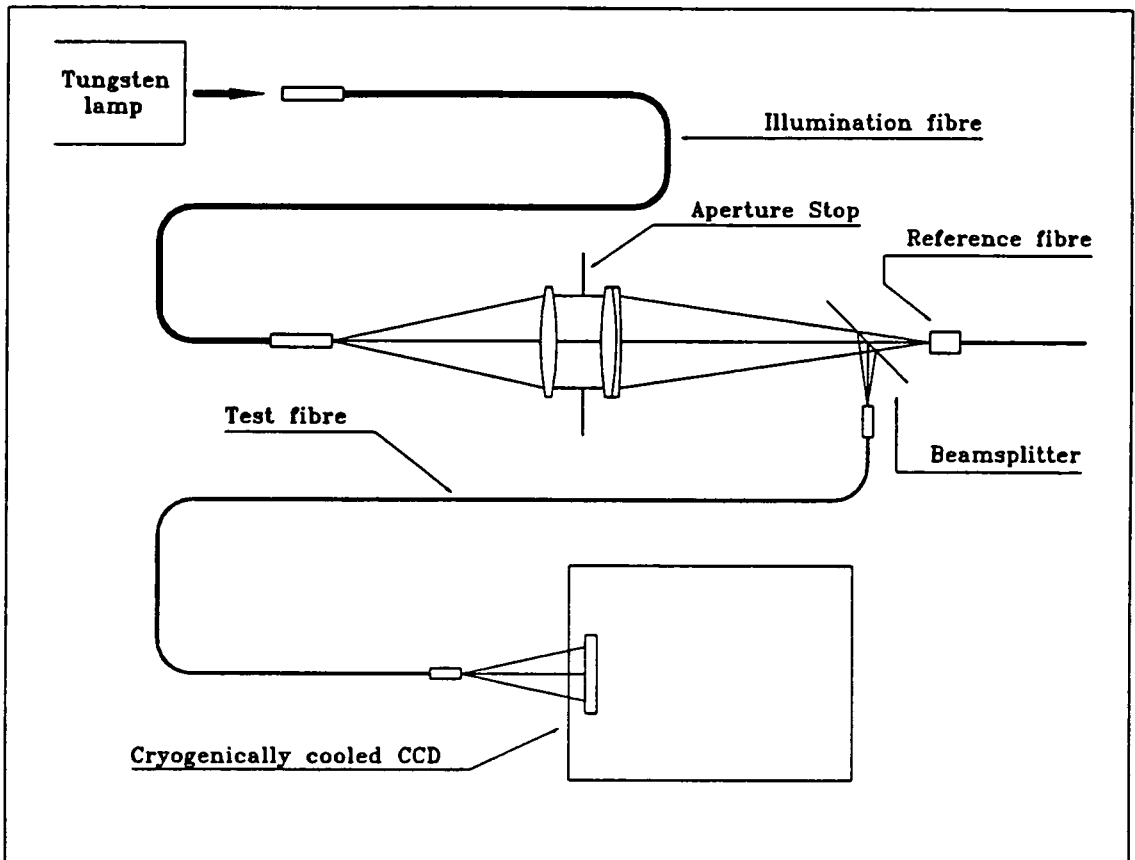 Tungsten
lamp
Illumination fibre
Aperture Stop
Reference fibre
Test fibre
Beamsplitter
Cryogenically cooled CCD